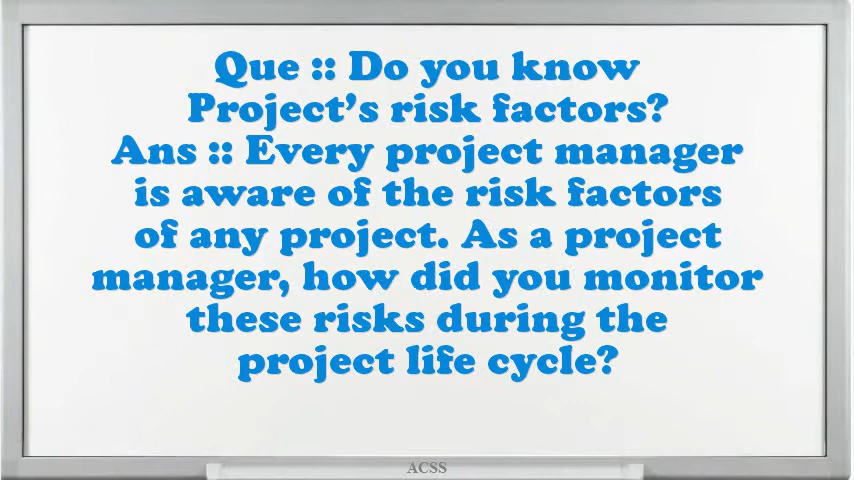 Que :: Do you know
Project's risk factors?
Ans :: Every project manager
is aware of the risk factors
of any project. As a project
manager, how did you monitor
these risks during the
project life cycle?
ACSS